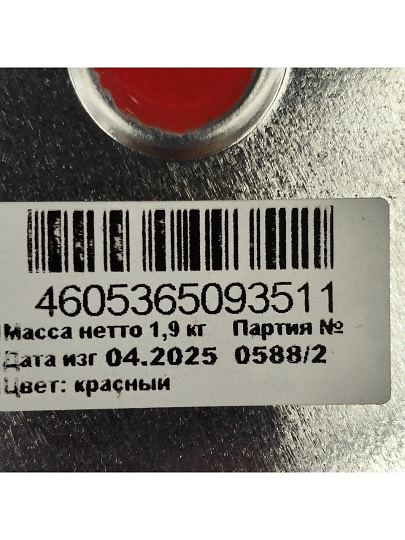 4605365093511
Масса нетто 1,9 кг Партия №
Дата изг 04.2025 0588/2
Цвет: красный